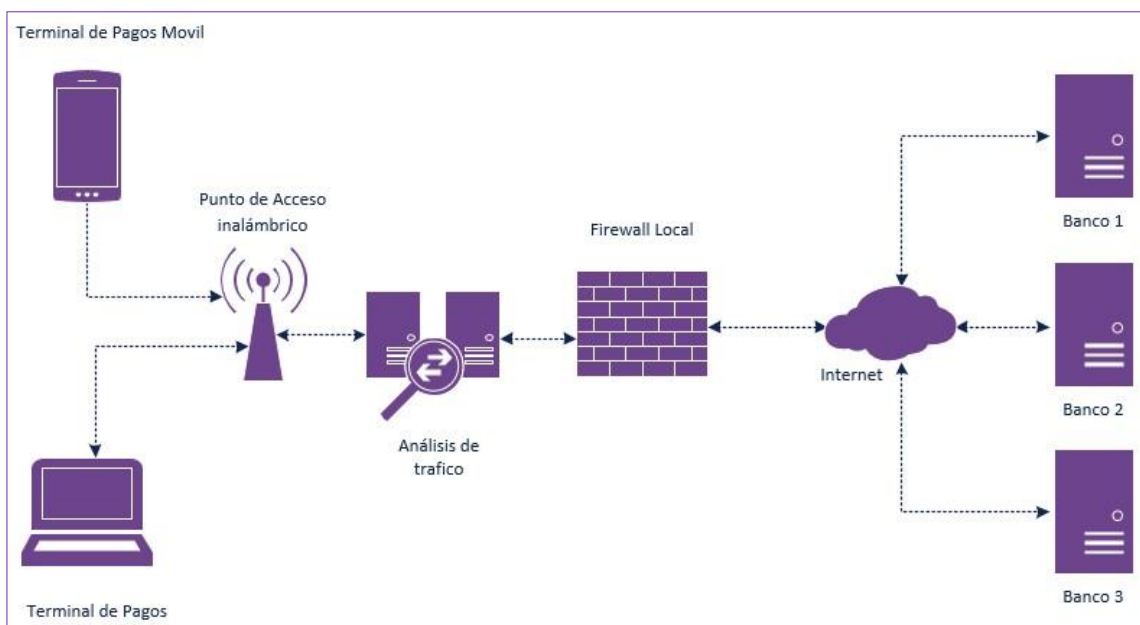 Terminal de Pagos Movil
Punto de Acceso
inalámbrico
Firewall Local
Banco 1
Internet
Banco 2
Análisis de
trafico
Banco 3
Terminal de Pagos